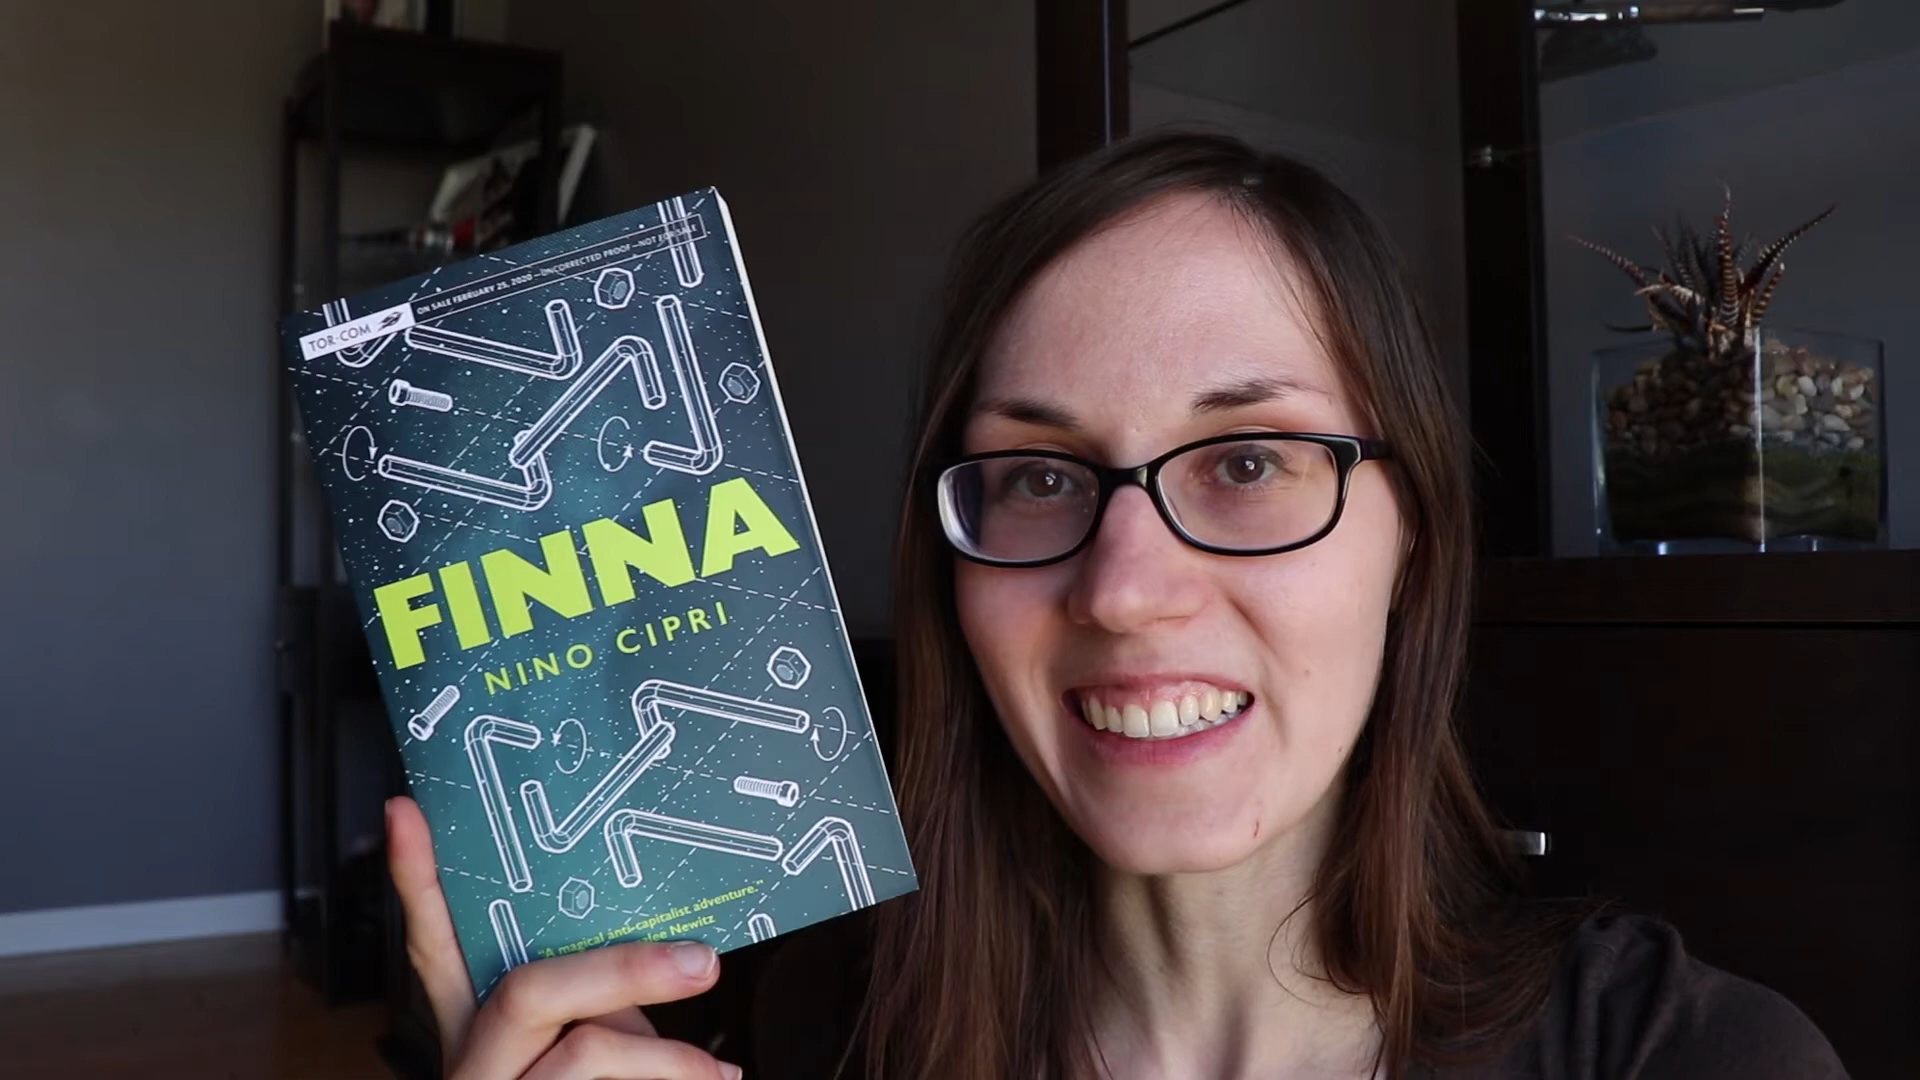 TOR·COM
ON SALE FEBRUARY 25, 2020—UNCORRECTED PROOF—NOT FOR SALE
FINNA
NINO CIPRI
"A magical anti-capitalist adventure."
Newitz